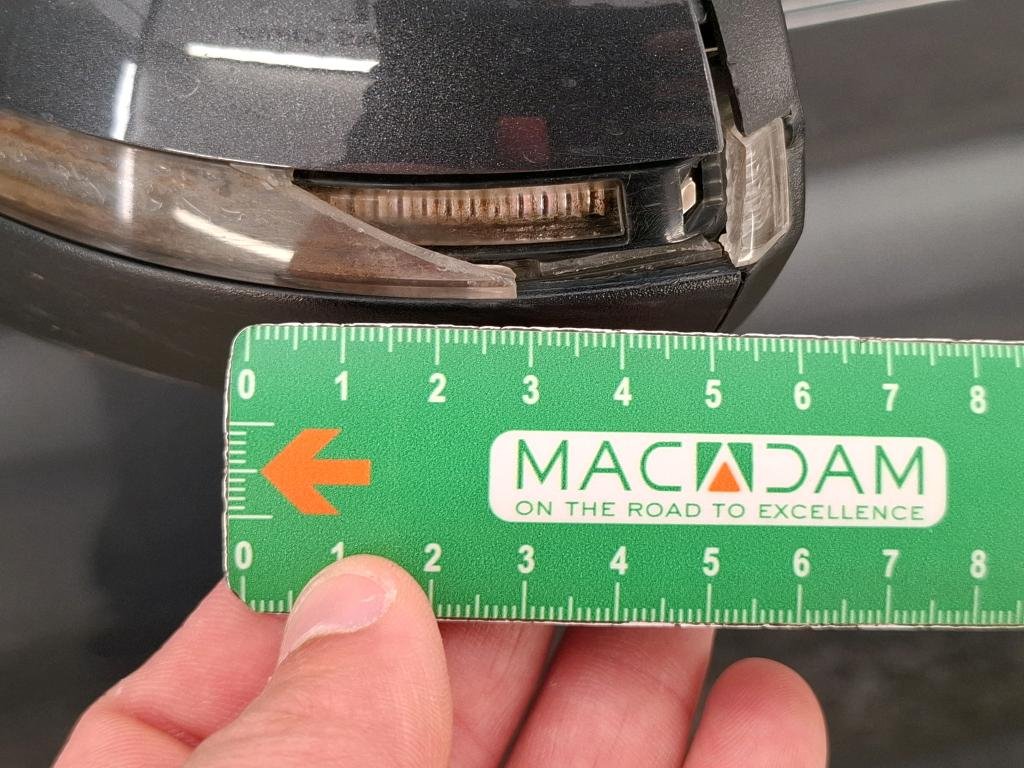 0 1 2 3 4 5 6 7 8
MACADAM
ON THE ROAD TO EXCELLENCE
0 1 2 3 4 5 6 7 8